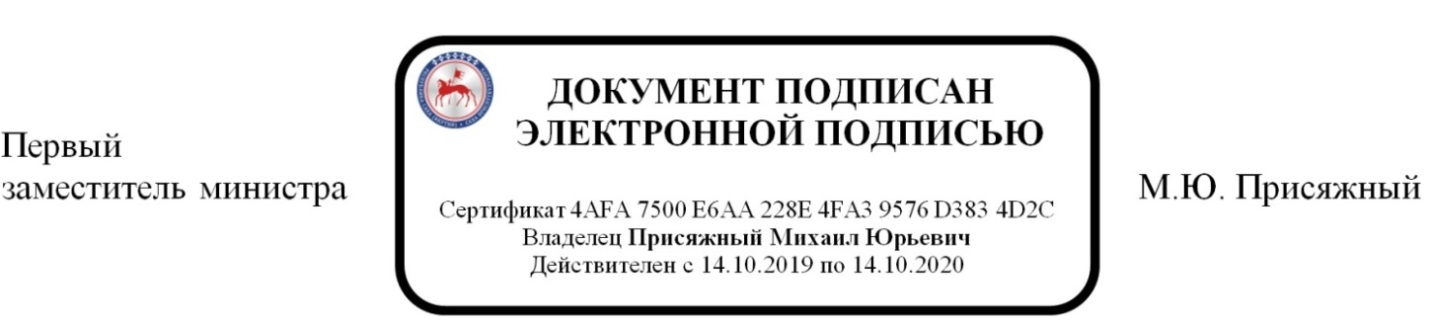 Первый
заместитель министра
ДОКУМЕНТ ПОДПИСАН
ЭЛЕКТРОННОЙ ПОДПИСЬЮ
Сертификат 4AFA 7500 E6AA 228E 4FA3 9576 D383 4D2C
Владелец Присяжный Михаил Юрьевич
Действителен с 14.10.2019 по 14.10.2020
М.Ю. Присяжный